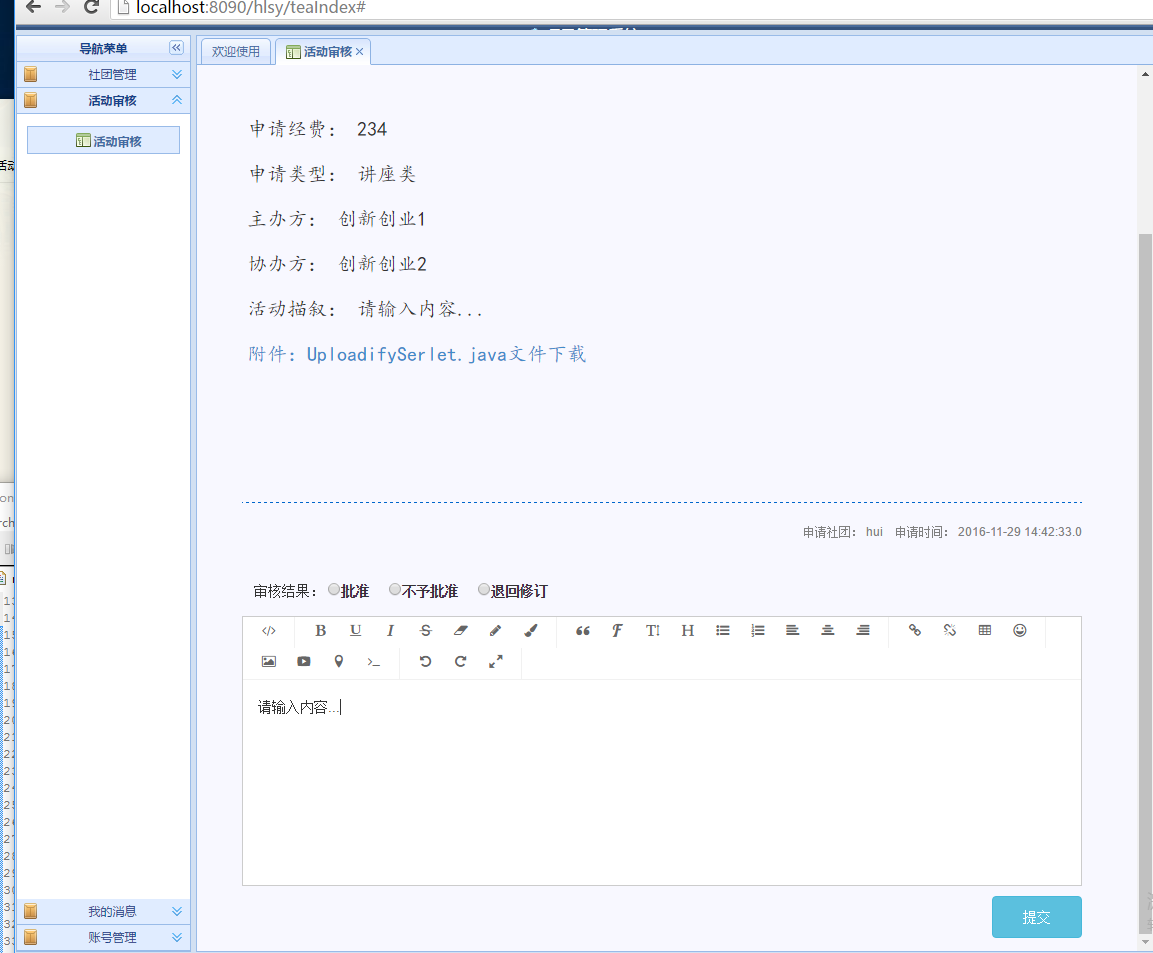 localhost:8090/hlsy/teaIndex#
导航菜单
社团管理
活动审核
活动审核
我的消息
账号管理
欢迎使用
活动审核
申请经费： 234
申请类型： 讲座类
主办方： 创新创业1
协办方： 创新创业2
活动描叙： 请输入内容...
附件: UploadifySerlet.java文件下载
申请社团： hui 申请时间： 2016-11-29 14:42:33.0
审核结果： 批准 不予批准 退回修订
请输入内容...
提交